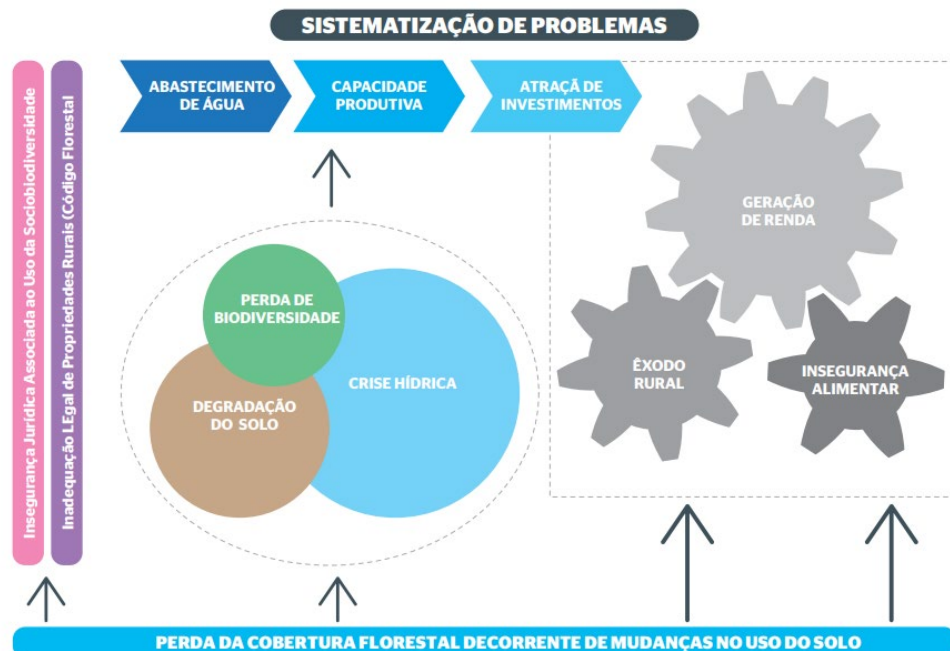 SISTEMATIZAÇÃO DE PROBLEMAS
Insegurança Jurídica Associada ao Uso da Sociobiodiversidade
Inadequação LEgal de Propriedades Rurais (Código Florestal
ABASTECIMENTO
DE ÁGUA
CAPACIDADE
PRODUTIVA
ATRAÇÃ DE
INVESTIMENTOS
GERAÇÃO
DE RENDA
PERDA DE
BIODIVERSIDADE
CRISE HÍDRICA
DEGRADAÇÃO
DO SOLO
ÊXODO
RURAL
INSEGURANÇA
ALIMENTAR
PERDA DA COBERTURA FLORESTAL DECORRENTE DE MUDANÇAS NO USO DO SOLO